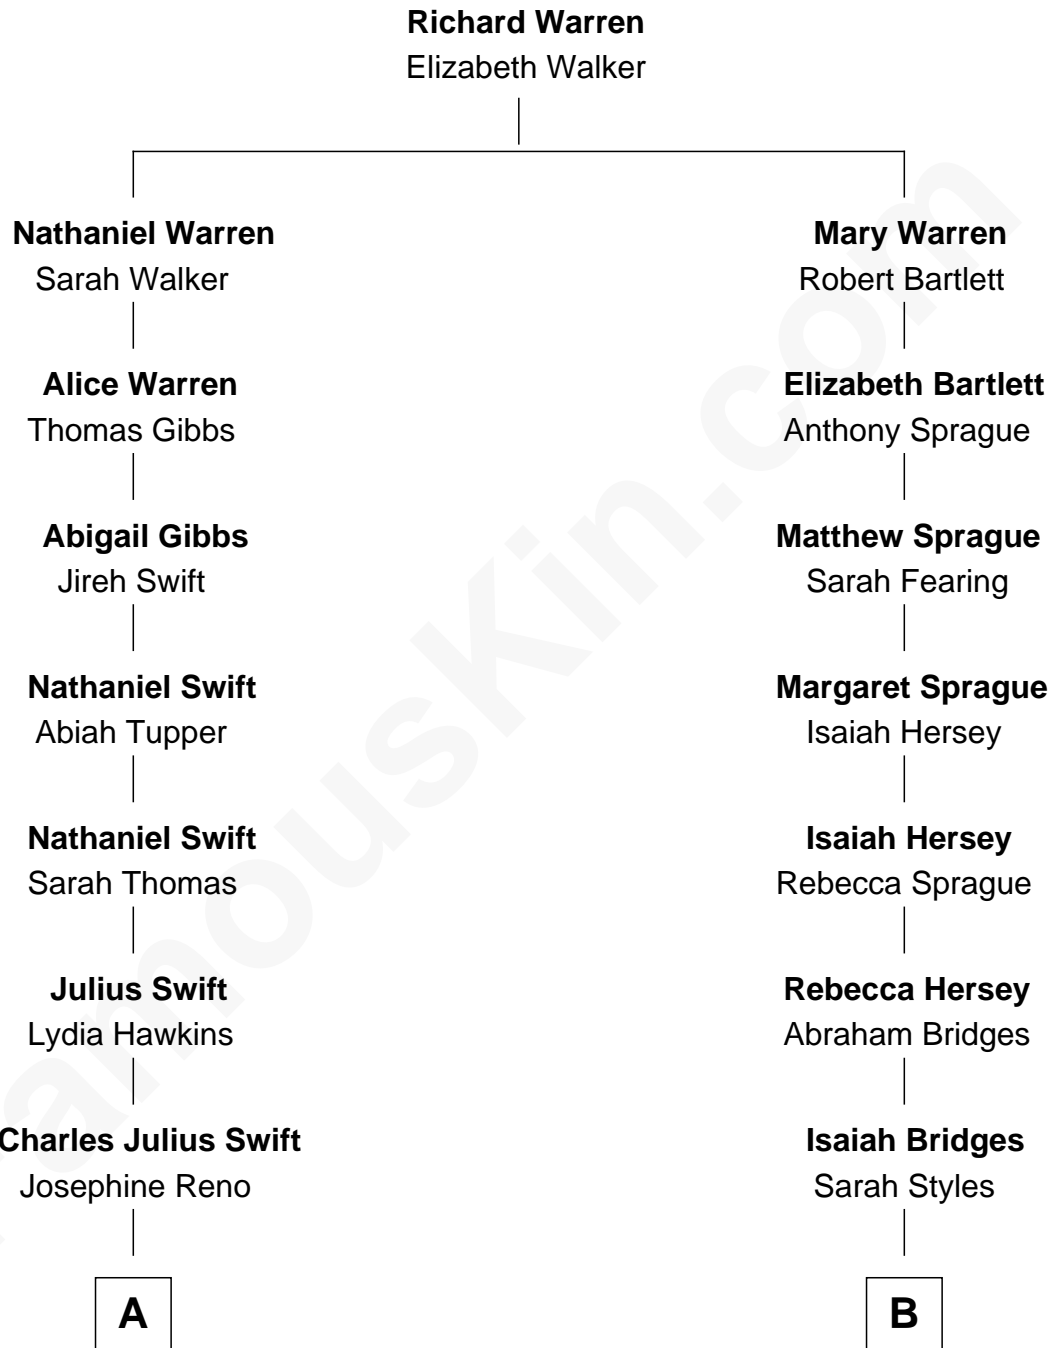 Richard Warren
Elizabeth Walker
Nathaniel Warren
Sarah Walker
Mary Warren
Robert Bartlett
Alice Warren
Thomas Gibbs
Elizabeth Bartlett
Anthony Sprague
Abigail Gibbs
Jireh Swift
Matthew Sprague
Sarah Fearing
Nathaniel Swift
Abiah Tupper
Margaret Sprague
Isaiah Hersey
Nathaniel Swift
Sarah Thomas
Isaiah Hersey
Rebecca Sprague
Julius Swift
Lydia Hawkins
Rebecca Hersey
Abraham Bridges
Charles Julius Swift
Josephine Reno
Isaiah Bridges
Sarah Styles
A
B
FamousKin.com